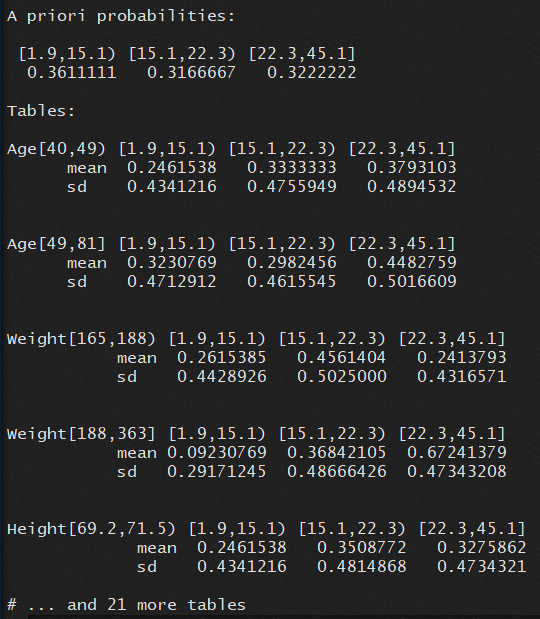 A priori probabilities:
[1.9,15.1) [15.1,22.3) [22.3,45.1]
0.3611111 0.3166667 0.3222222
Tables:
Age[40,49) [1.9,15.1) [15.1,22.3) [22.3,45.1]
mean 0.2461538 0.3333333 0.3793103
sd 0.4341216 0.4755949 0.4894532
Age[49,81] [1.9,15.1) [15.1,22.3) [22.3,45.1]
mean 0.3230769 0.2982456 0.4482759
sd 0.4712912 0.4615545 0.5016609
Weight[165,188) [1.9,15.1) [15.1,22.3) [22.3,45.1]
mean 0.2615385 0.4561404 0.2413793
sd 0.4428926 0.5025000 0.4316571
Weight[188,363] [1.9,15.1) [15.1,22.3) [22.3,45.1]
mean 0.09230769 0.36842105 0.67241379
sd 0.29171245 0.48666426 0.47343208
Height[69.2,71.5) [1.9,15.1) [15.1,22.3) [22.3,45.1]
mean 0.2461538 0.3508772 0.3275862
sd 0.4341216 0.4814868 0.4734321
# ... and 21 more tables